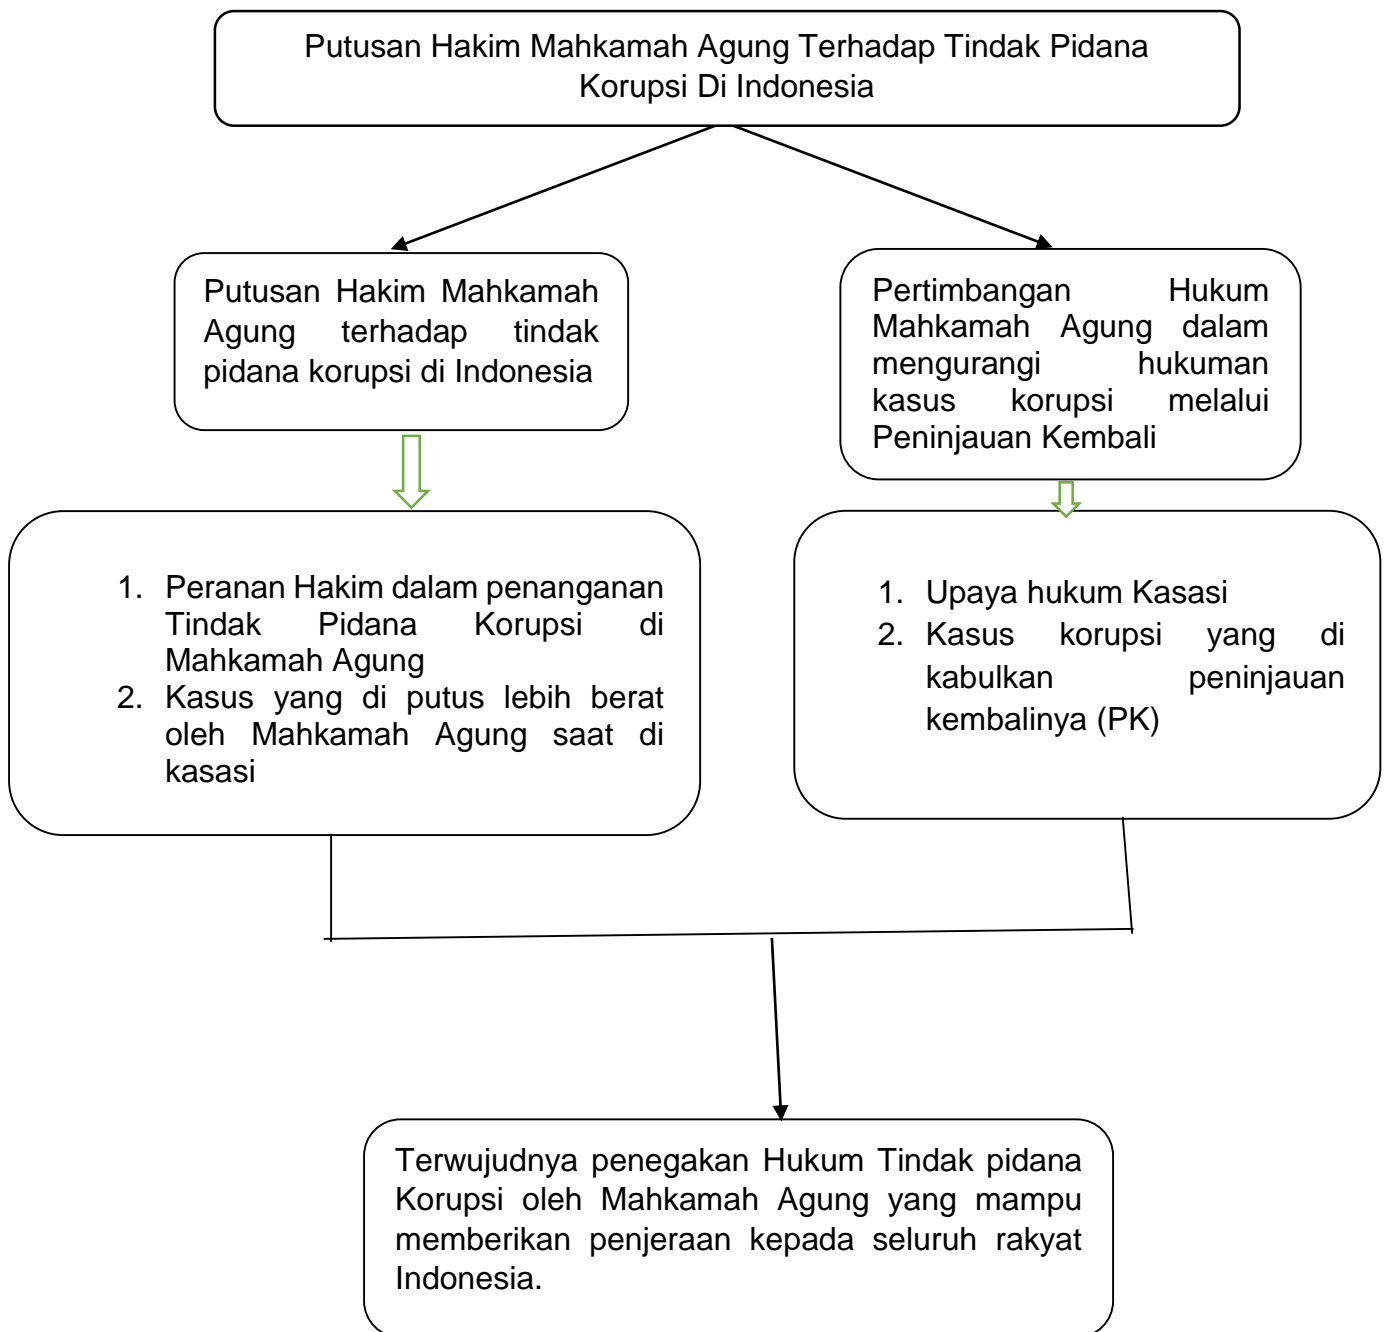 Putusan Hakim Mahkamah Agung Terhadap Tindak Pidana
Korupsi Di Indonesia
Putusan Hakim Mahkamah
Agung terhadap tindak
pidana korupsi di Indonesia
Pertimbangan Hukum
Mahkamah Agung dalam
mengurangi hukuman
kasus korupsi melalui
Peninjauan Kembali
1. Peranan Hakim dalam penanganan
Tindak Pidana Korupsi di
Mahkamah Agung
2. Kasus yang di putus lebih berat
oleh Mahkamah Agung saat di
kasasi
1. Upaya hukum Kasasi
2. Kasus korupsi yang di
kabulkan peninjauan
kembalinya (PK)
Terwujudnya penegakan Hukum Tindak pidana
Korupsi oleh Mahkamah Agung yang mampu
memberikan penjeraan kepada seluruh rakyat
Indonesia.